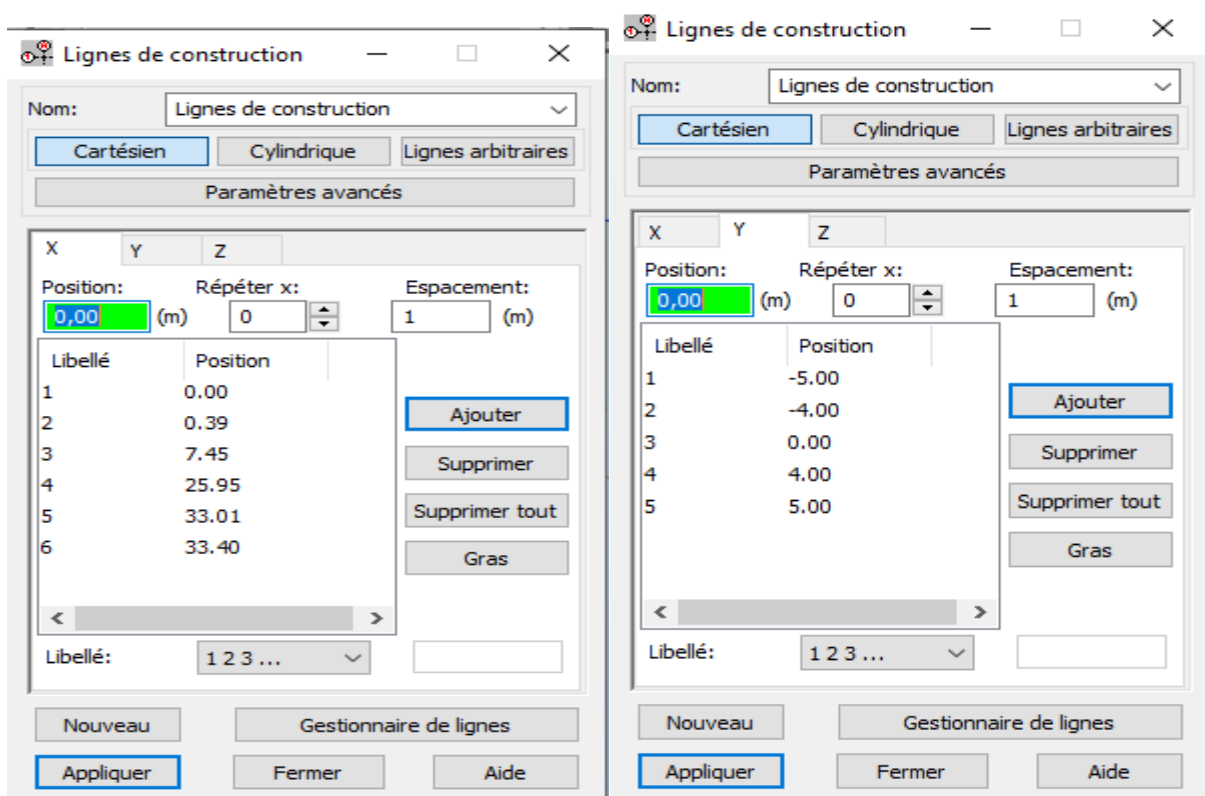 Lignes de construction
Nom: Lignes de construction
Cartésien Cylindrique Lignes arbitraires
Paramètres avancés
X Y Z
Position: Répéter x: Espacement:
0,00 (m) 0 1 (m)
Libellé Position
1 0.00
2 0.39
3 7.45
4 25.95
5 33.01
6 33.40
Ajouter
Supprimer
Supprimer tout
Gras
Libellé: 1 2 3 ...
Nouveau Gestionnaire de lignes
Appliquer Fermer Aide
Lignes de construction
Nom: Lignes de construction
Cartésien Cylindrique Lignes arbitraires
Paramètres avancés
X Y Z
Position: Répéter x: Espacement:
0,00 (m) 0 1 (m)
Libellé Position
1 -5.00
2 -4.00
3 0.00
4 4.00
5 5.00
Ajouter
Supprimer
Supprimer tout
Gras
Libellé: 1 2 3 ...
Nouveau Gestionnaire de lignes
Appliquer Fermer Aide